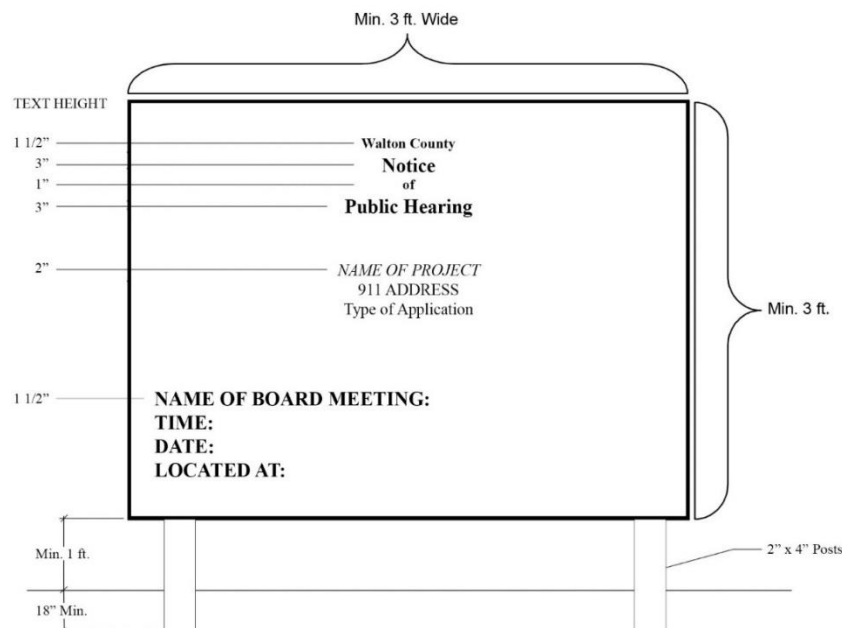 Min. 3 ft. Wide
TEXT HEIGHT
1 1/2” Walton County
3” Notice
1” of
3” Public Hearing
2” NAME OF PROJECT
911 ADDRESS
Type of Application
Min. 3 ft.
1 1/2” NAME OF BOARD MEETING:
TIME:
DATE:
LOCATED AT:
Min. 1 ft.
2” x 4” Posts
18” Min.